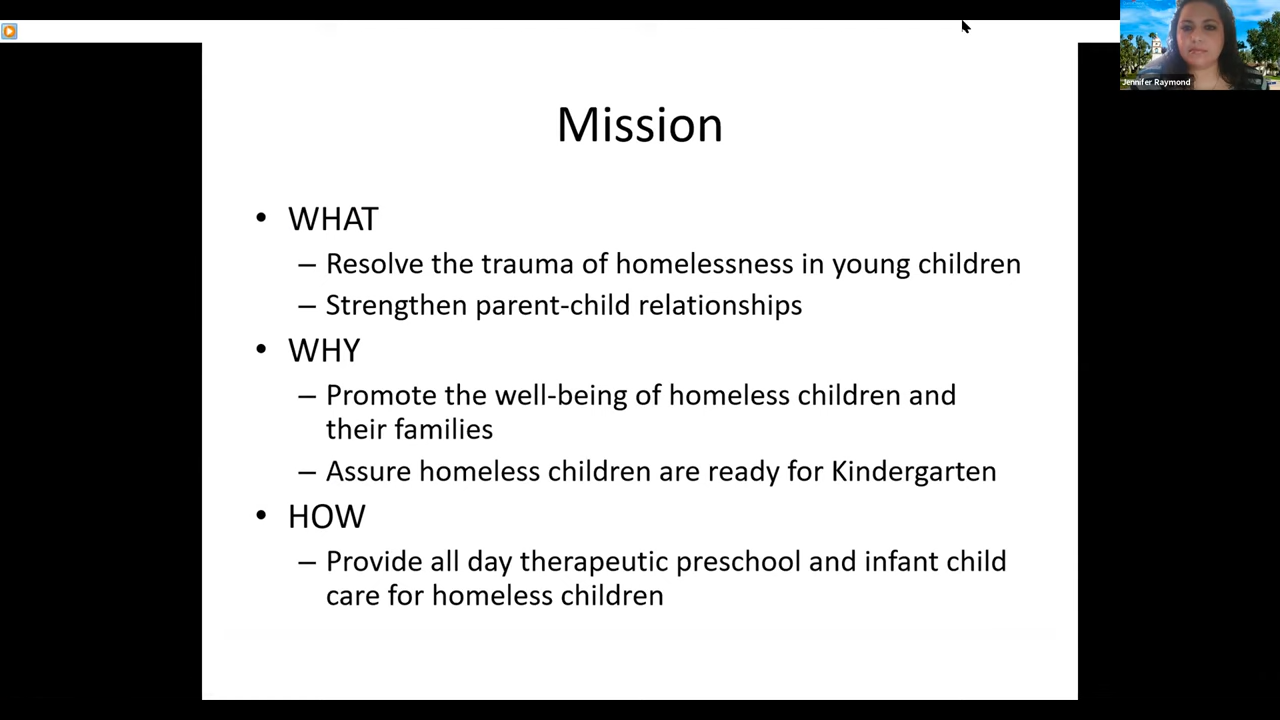 Jennifer Raymond
Mission
• WHAT
– Resolve the trauma of homelessness in young children
– Strengthen parent-child relationships
• WHY
– Promote the well-being of homeless children and
their families
– Assure homeless children are ready for Kindergarten
• HOW
– Provide all day therapeutic preschool and infant child
care for homeless children